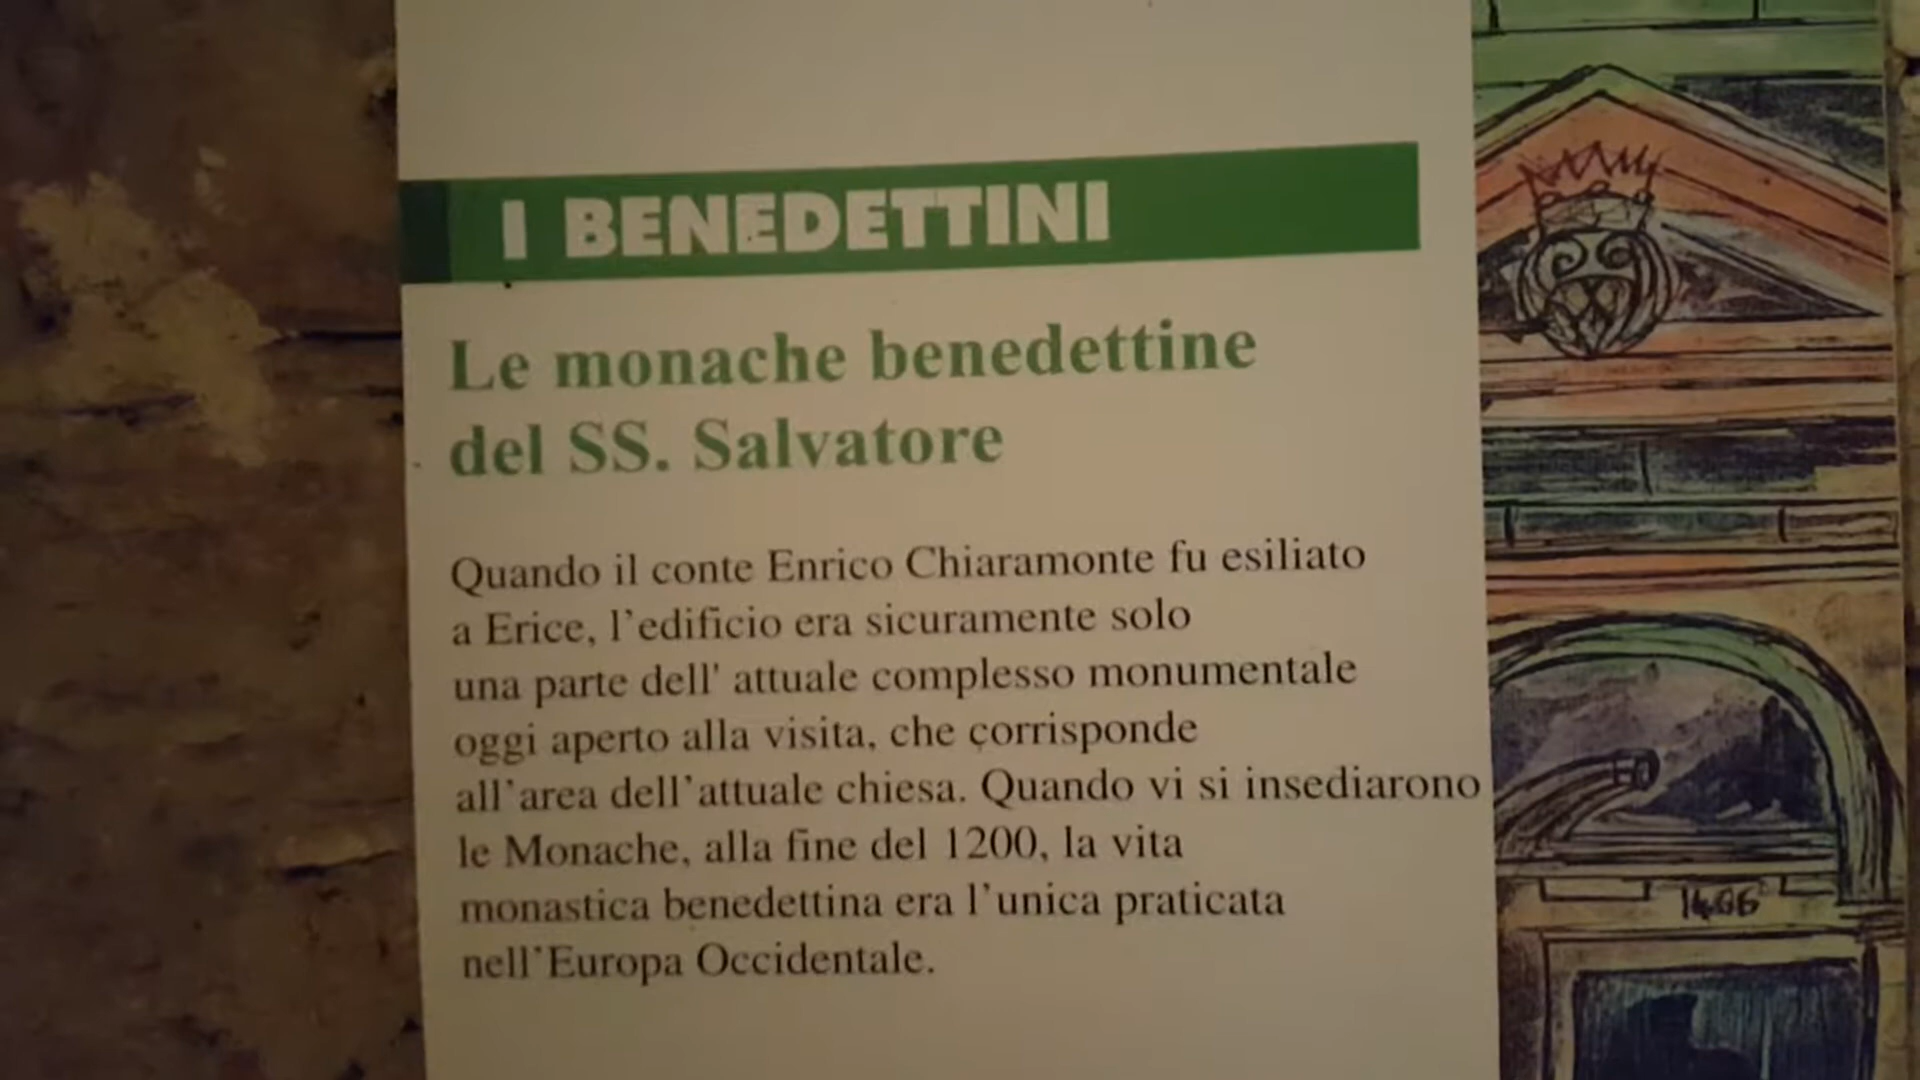 I BENEDETTINI
Le monache benedettine
del SS. Salvatore
Quando il conte Enrico Chiaramonte fu esiliato
a Erice, l'edificio era sicuramente solo
una parte dell' attuale complesso monumentale
oggi aperto alla visita, che corrisponde
all'area dell'attuale chiesa. Quando vi si insediarono
le Monache, alla fine del 1200, la vita
monastica benedettina era l'unica praticata
nell'Europa Occidentale.